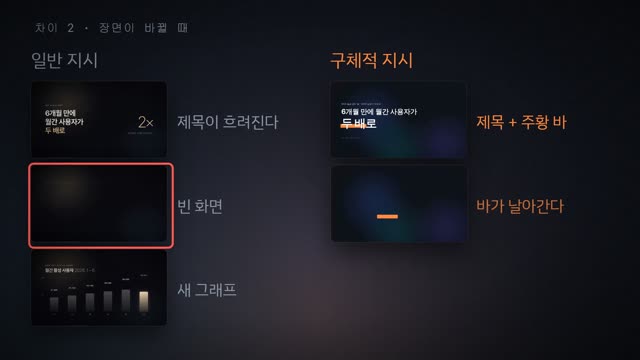 차이 2 · 장면이 바뀔 때
일반 지시
6개월 만에
월간 사용자가
두 배로
2×
제목이 흐려진다
빈 화면
월간 활성 사용자 2026.1–6
새 그래프
구체적 지시
6개월 만에 월간 사용자가
두 배로
제목 + 주황 바
바가 날아간다